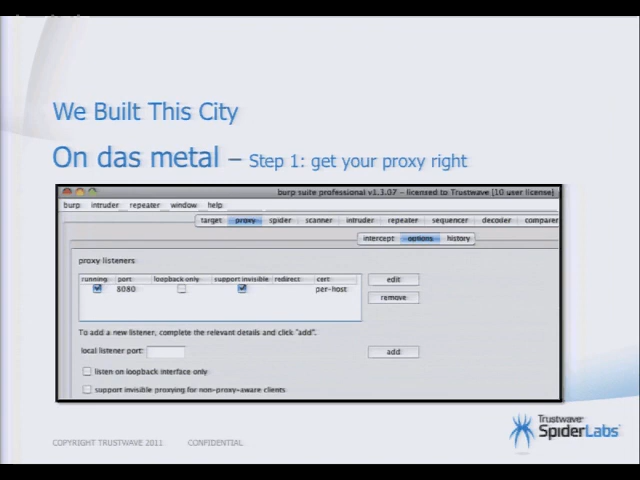 We Built This City
On das metal – Step 1: get your proxy right
burp suite professional v1.3.07 – licensed to Trustwave [10 user license]
burp intruder repeater window help
target proxy spider scanner intruder repeater sequencer decoder comparer
intercept options history
proxy listeners
running port loopback only support invisible redirect cert
8080 per-host
edit
remove
To add a new listener, complete the relevant details and click "add".
local listener port:
add
listen on loopback interface only
support invisible proxying for non-proxy-aware clients
COPYRIGHT TRUSTWAVE 2011 CONFIDENTIAL
Trustwave
SpiderLabs